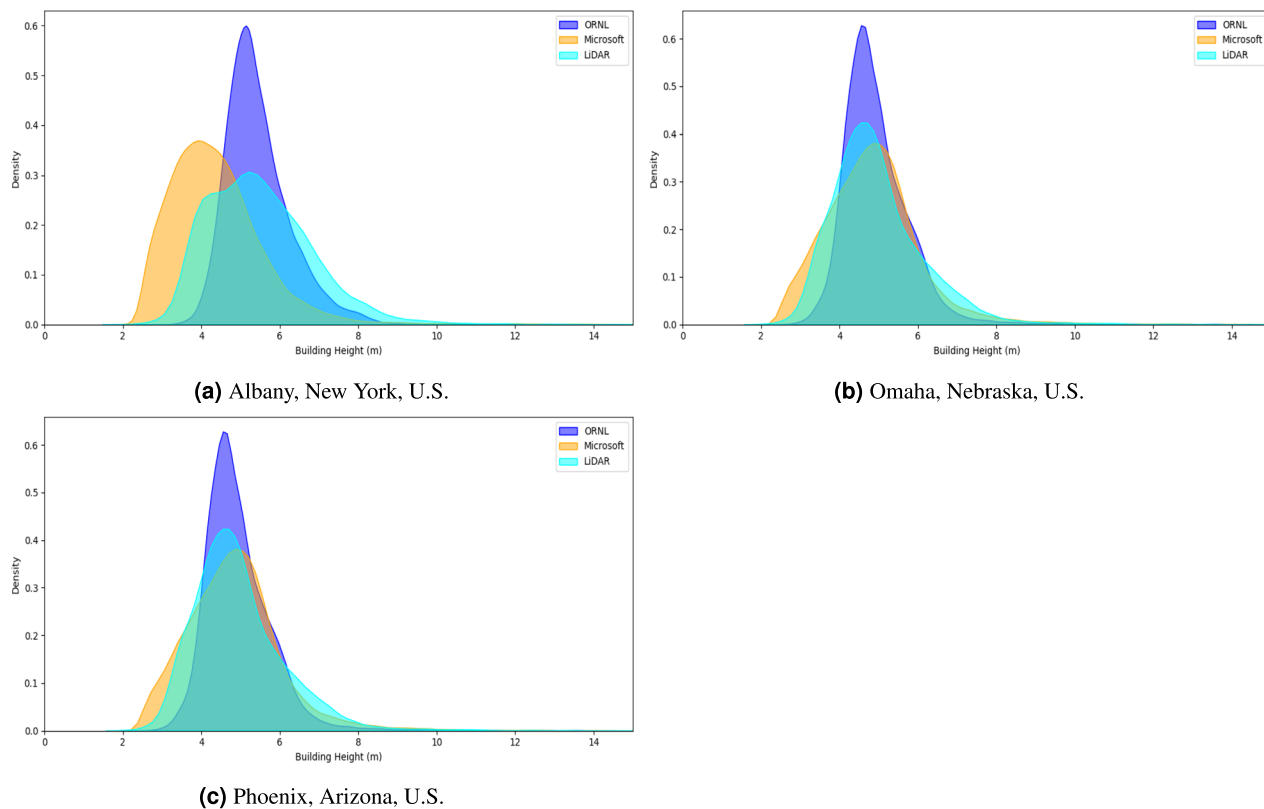 0.6
0.5
0.4
0.3
0.2
0.1
0.0
Density
0 2 4 6 8 10 12 14
Building Height (m)
ORNL
Microsoft
LiDAR
(a) Albany, New York, U.S.
0.6
0.5
0.4
0.3
0.2
0.1
0.0
Density
0 2 4 6 8 10 12 14
Building Height (m)
ORNL
Microsoft
LiDAR
(b) Omaha, Nebraska, U.S.
0.6
0.5
0.4
0.3
0.2
0.1
0.0
Density
0 2 4 6 8 10 12 14
Building Height (m)
ORNL
Microsoft
LiDAR
(c) Phoenix, Arizona, U.S.